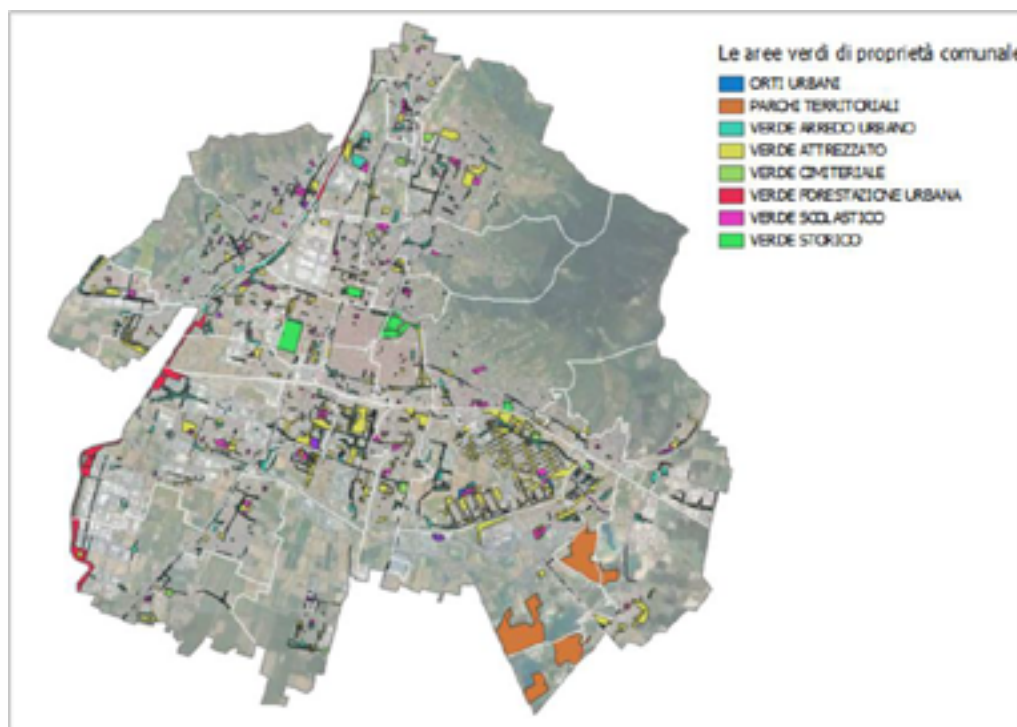 Le aree verdi di proprietà comunale
ORTI URBANI
PARCHI TERRITORIALI
VERDE ARREDO URBANO
VERDE ATTREZZATO
VERDE CIMITERIALE
VERDE FORESTAZIONE URBANA
VERDE SCOLASTICO
VERDE STORICO